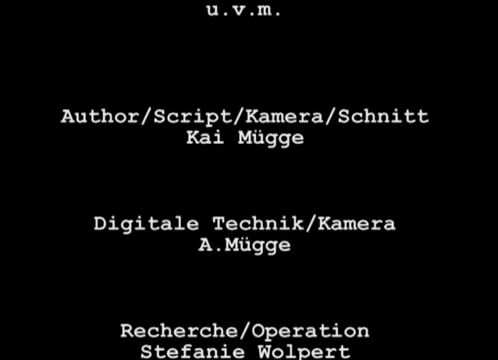 u.v.m.
Author/Script/Kamera/Schnitt
Kai Mügge
Digitale Technik/Kamera
A.Mügge
Recherche/Operation
Stefanie Wolpert